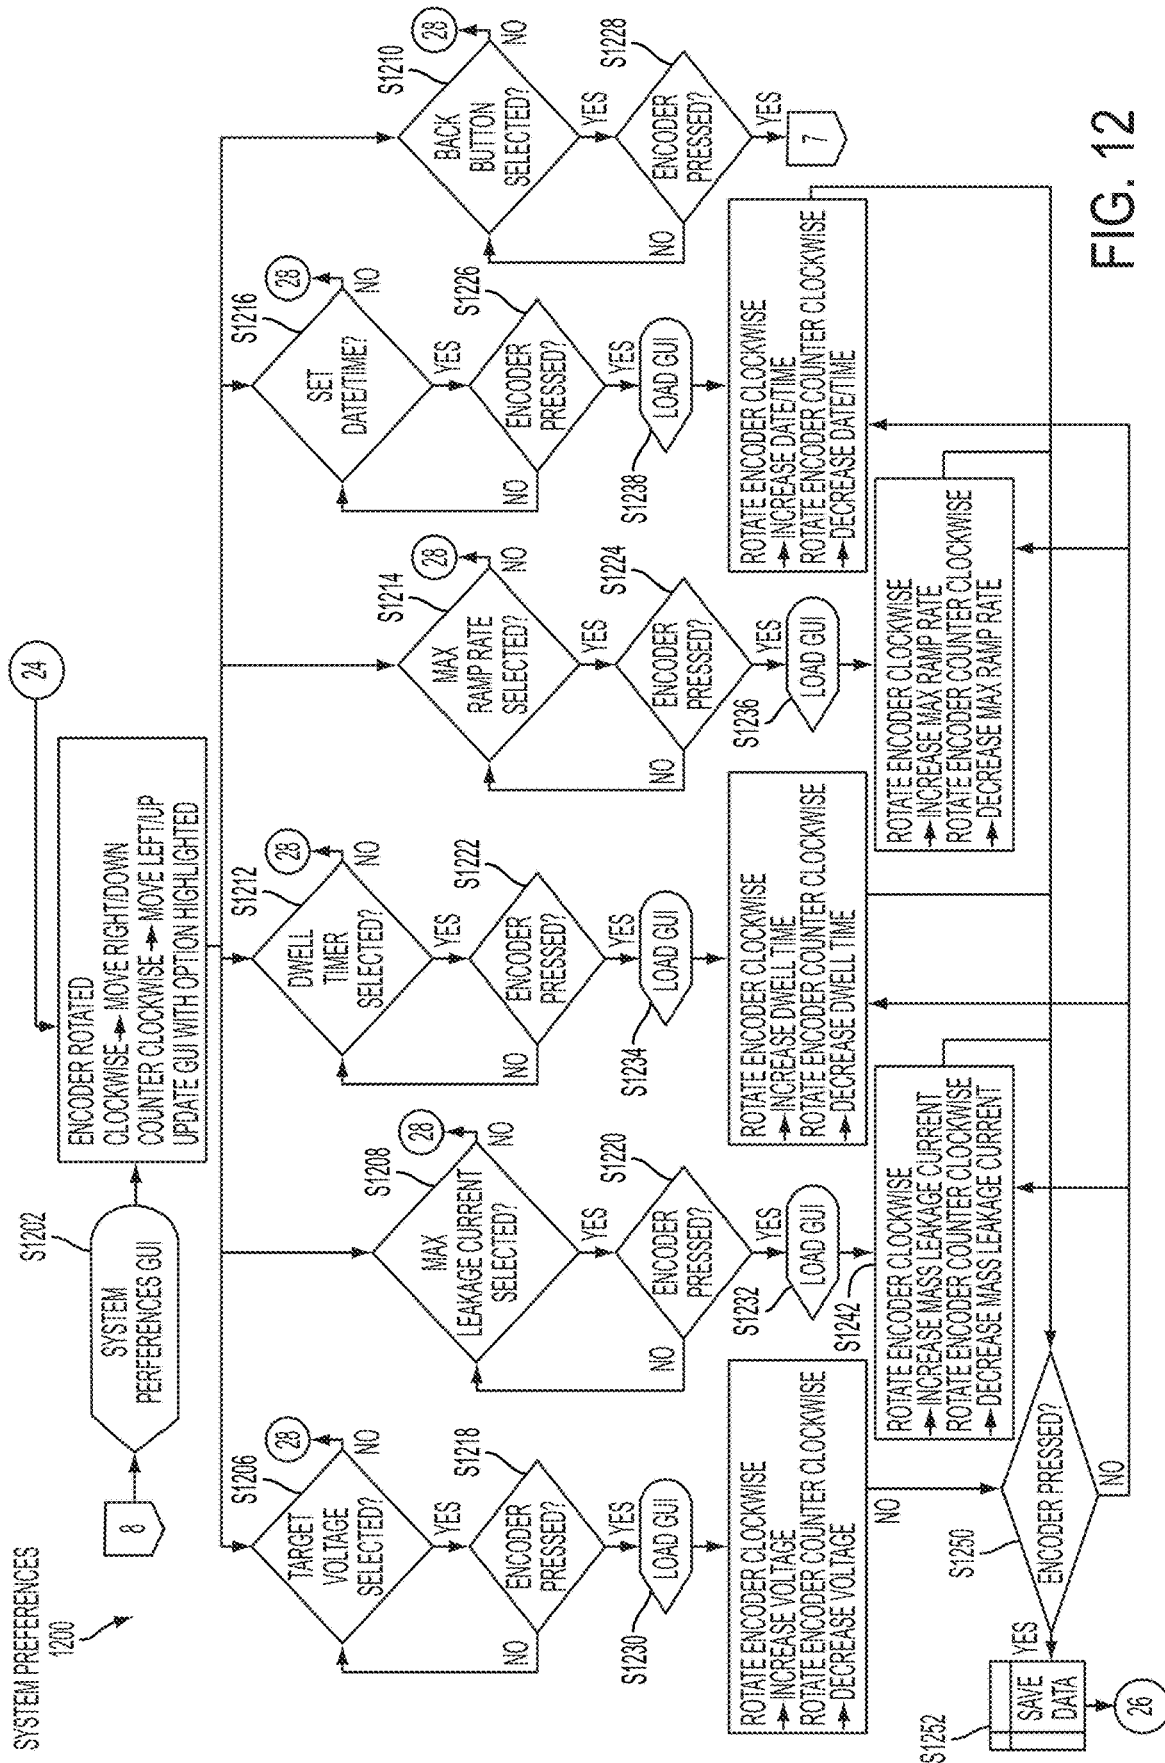 SYSTEM PREFERENCES
1200
8
S1202
SYSTEM
PERFERENCES GUI
24
ENCODER ROTATED
CLOCKWISE → MOVE RIGHT/DOWN
COUNTER CLOCKWISE → MOVE LEFT/UP
UPDATE GUI WITH OPTION HIGHLIGHTED
S1206
TARGET
VOLTAGE
SELECTED?
28
NO
YES
S1218
ENCODER
PRESSED?
NO
YES
S1230
LOAD GUI
ROTATE ENCODER CLOCKWISE
→ INCREASE VOLTAGE
ROTATE ENCODER COUNTER CLOCKWISE
→ DECREASE VOLTAGE
NO
S1208
MAX
LEAKAGE CURRENT
SELECTED?
28
NO
YES
S1220
ENCODER
PRESSED?
NO
YES
S1232
LOAD GUI
S1242
ROTATE ENCODER CLOCKWISE
→ INCREASE MASS LEAKAGE CURRENT
ROTATE ENCODER COUNTER CLOCKWISE
→ DECREASE MASS LEAKAGE CURRENT
S1212
DWELL
TIMER
SELECTED?
28
NO
YES
S1222
ENCODER
PRESSED?
NO
YES
S1234
LOAD GUI
ROTATE ENCODER CLOCKWISE
→ INCREASE DWELL TIME
ROTATE ENCODER COUNTER CLOCKWISE
→ DECREASE DWELL TIME
S1214
MAX
RAMP RATE
SELECTED?
28
NO
YES
S1224
ENCODER
PRESSED?
NO
YES
S1236
LOAD GUI
ROTATE ENCODER CLOCKWISE
→ INCREASE MAX RAMP RATE
ROTATE ENCODER COUNTER CLOCKWISE
→ DECREASE MAX RAMP RATE
S1216
SET
DATE/TIME?
28
NO
YES
S1226
ENCODER
PRESSED?
NO
YES
S1238
LOAD GUI
ROTATE ENCODER CLOCKWISE
→ INCREASE DATE/TIME
ROTATE ENCODER COUNTER CLOCKWISE
→ DECREASE DATE/TIME
S1210
BACK
BUTTON
SELECTED?
28
NO
YES
S1228
ENCODER
PRESSED?
NO
YES
7
S1250
ENCODER PRESSED?
NO
YES
S1252
SAVE
DATA
26
FIG. 12